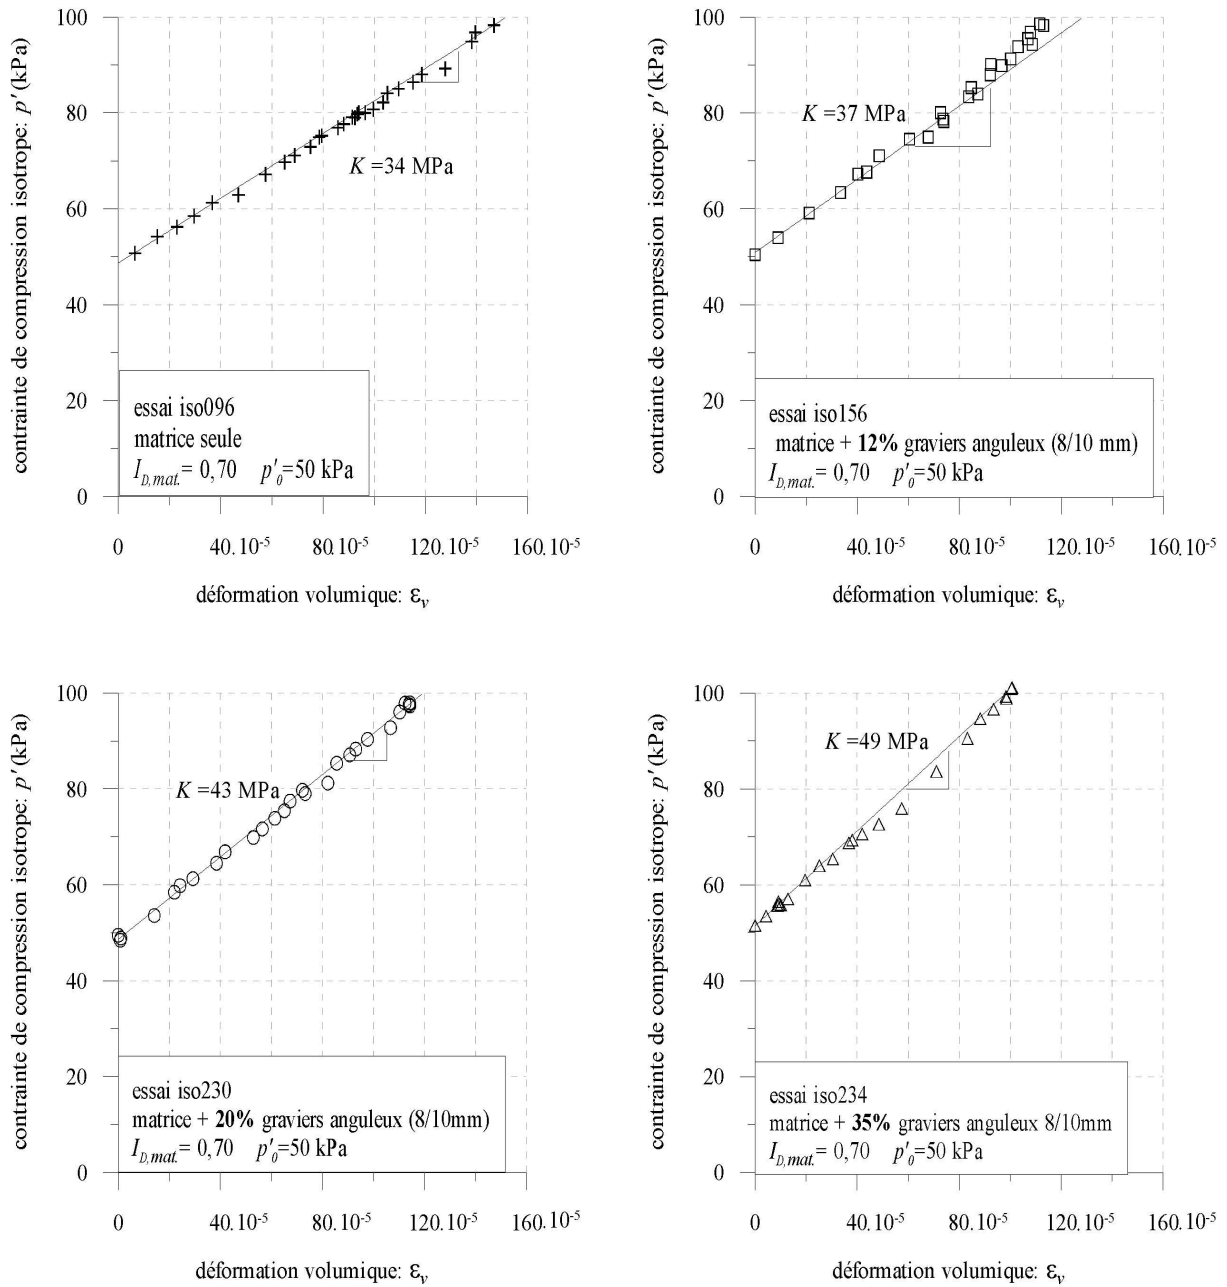 contrainte de compression isotrope: p' (kPa)
100
80
60
40
20
0
K =34 MPa
essai iso096
matrice seule
I_D,mat.= 0,70 p'_0=50 kPa
0 40.10^-5 80.10^-5 120.10^-5 160.10^-5
déformation volumique: ε_v
contrainte de compression isotrope: p' (kPa)
100
80
60
40
20
0
K =37 MPa
essai iso156
matrice + 12% graviers anguleux (8/10 mm)
I_D,mat.= 0,70 p'_0=50 kPa
0 40.10^-5 80.10^-5 120.10^-5 160.10^-5
déformation volumique: ε_v
contrainte de compression isotrope: p' (kPa)
100
80
60
40
20
0
K =43 MPa
essai iso230
matrice + 20% graviers anguleux (8/10mm)
I_D,mat.= 0,70 p'_0=50 kPa
0 40.10^-5 80.10^-5 120.10^-5 160.10^-5
déformation volumique: ε_v
contrainte de compression isotrope: p' (kPa)
100
80
60
40
20
0
K =49 MPa
essai iso234
matrice + 35% graviers anguleux 8/10mm
I_D,mat.= 0,70 p'_0=50 kPa
0 40.10^-5 80.10^-5 120.10^-5 160.10^-5
déformation volumique: ε_v